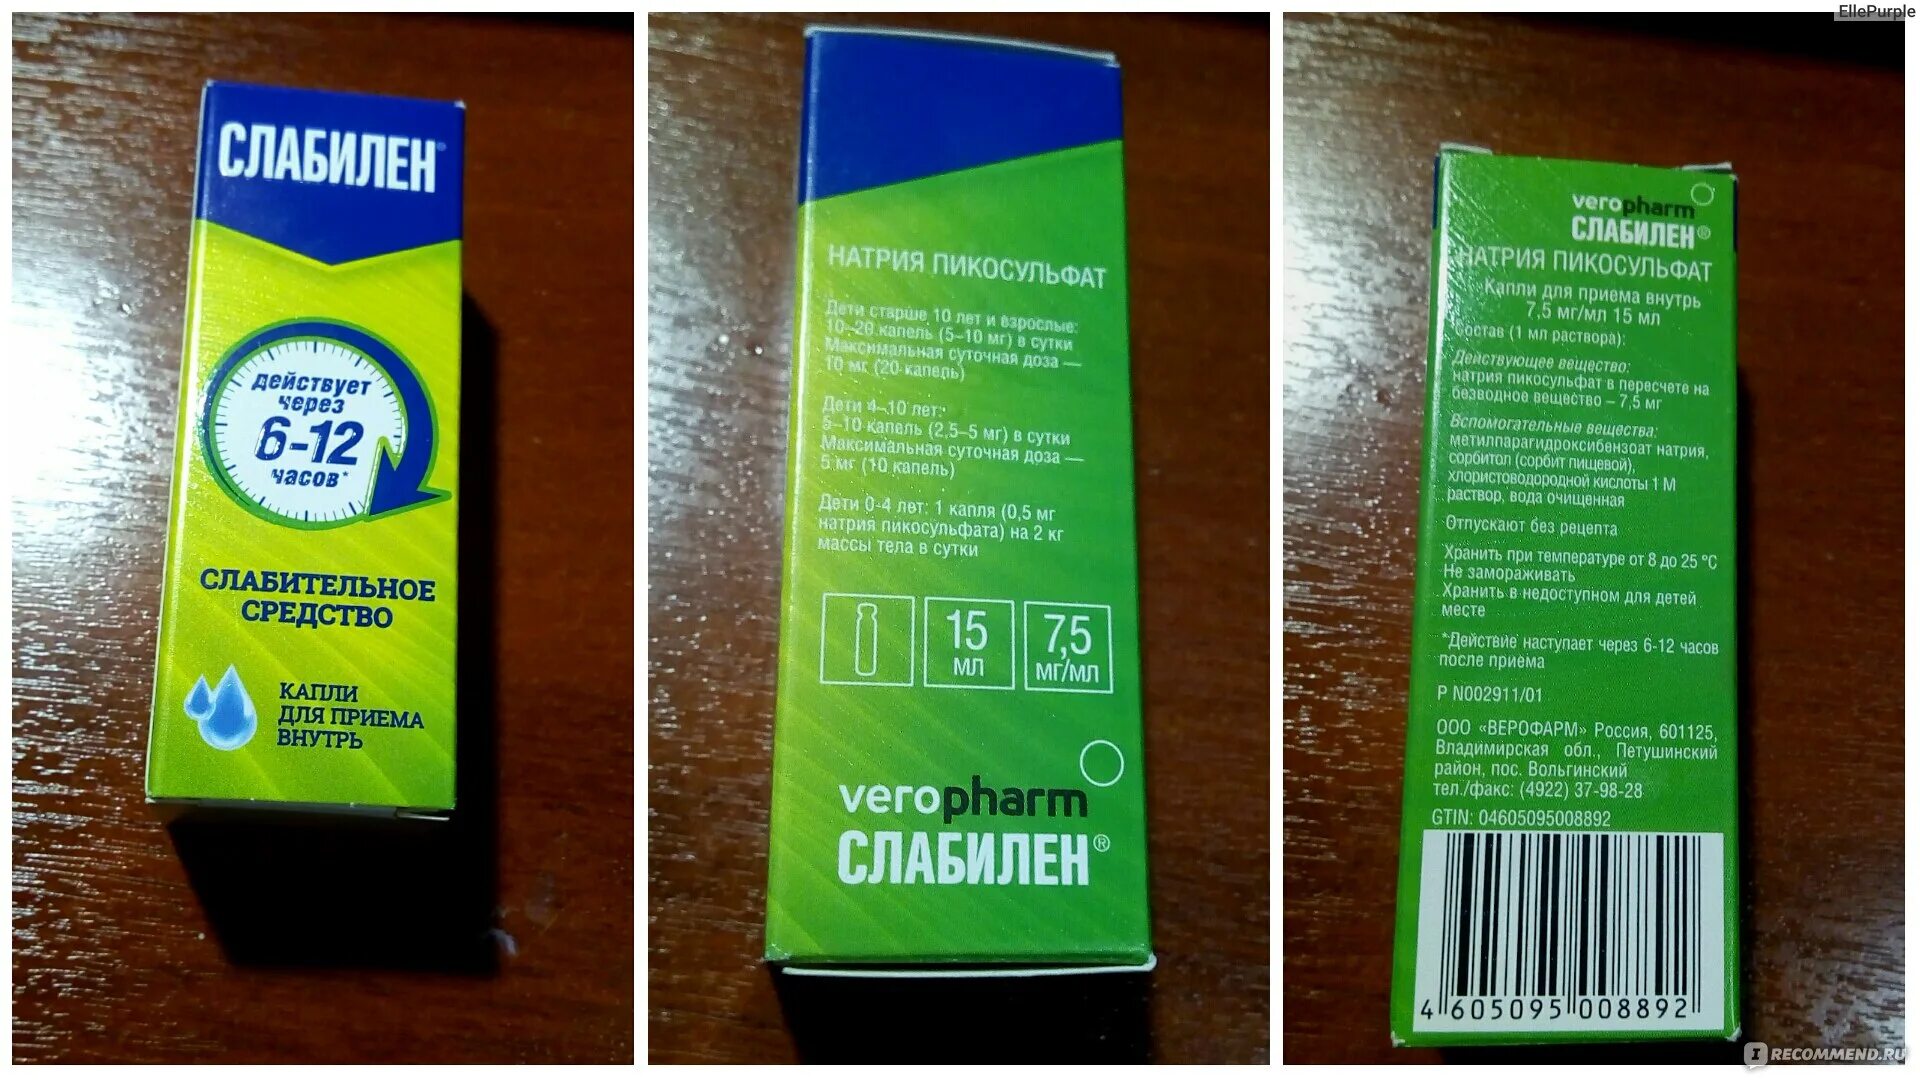 EllePurple
СЛАБИЛЕН®
действует
через
6-12
часов*
СЛАБИТЕЛЬНОЕ
СРЕДСТВО
КАПЛИ
ДЛЯ ПРИЕМА
ВНУТРЬ
НАТРИЯ ПИКОСУЛЬФАТ
Дети старше 10 лет и взрослые:
10–20 капель (5–10 мг) в сутки
Максимальная суточная доза —
10 мг (20 капель)
Дети 4–10 лет:
5–10 капель (2,5–5 мг) в сутки
Максимальная суточная доза —
5 мг (10 капель)
Дети 0-4 лет: 1 капля (0,5 мг
натрия пикосульфата) на 2 кг
массы тела в сутки
15
МЛ
7,5
МГ/МЛ
veropharm
СЛАБИЛЕН®
veropharm
СЛАБИЛЕН®
НАТРИЯ ПИКОСУЛЬФАТ
Капли для приема внутрь
7,5 мг/мл 15 мл
Состав (1 мл раствора):
Действующее вещество:
натрия пикосульфат в пересчете на
безводное вещество – 7,5 мг
Вспомогательные вещества:
метилпарагидроксибензоат натрия,
сорбитол (сорбит пищевой),
хлористоводородной кислоты 1 М
раствор, вода очищенная
Отпускают без рецепта
Хранить при температуре от 8 до 25 °C
Не замораживать
Хранить в недоступном для детей
месте
*Действие наступает через 6-12 часов
после приема
Р N002911/01
ООО «ВЕРОФАРМ» Россия, 601125,
Владимирская обл., Петушинский
район, пос. Вольгинский
тел./факс: (4922) 37-98-28
GTIN: 04605095008892
4 605095 008892
I RECOMMEND.RU